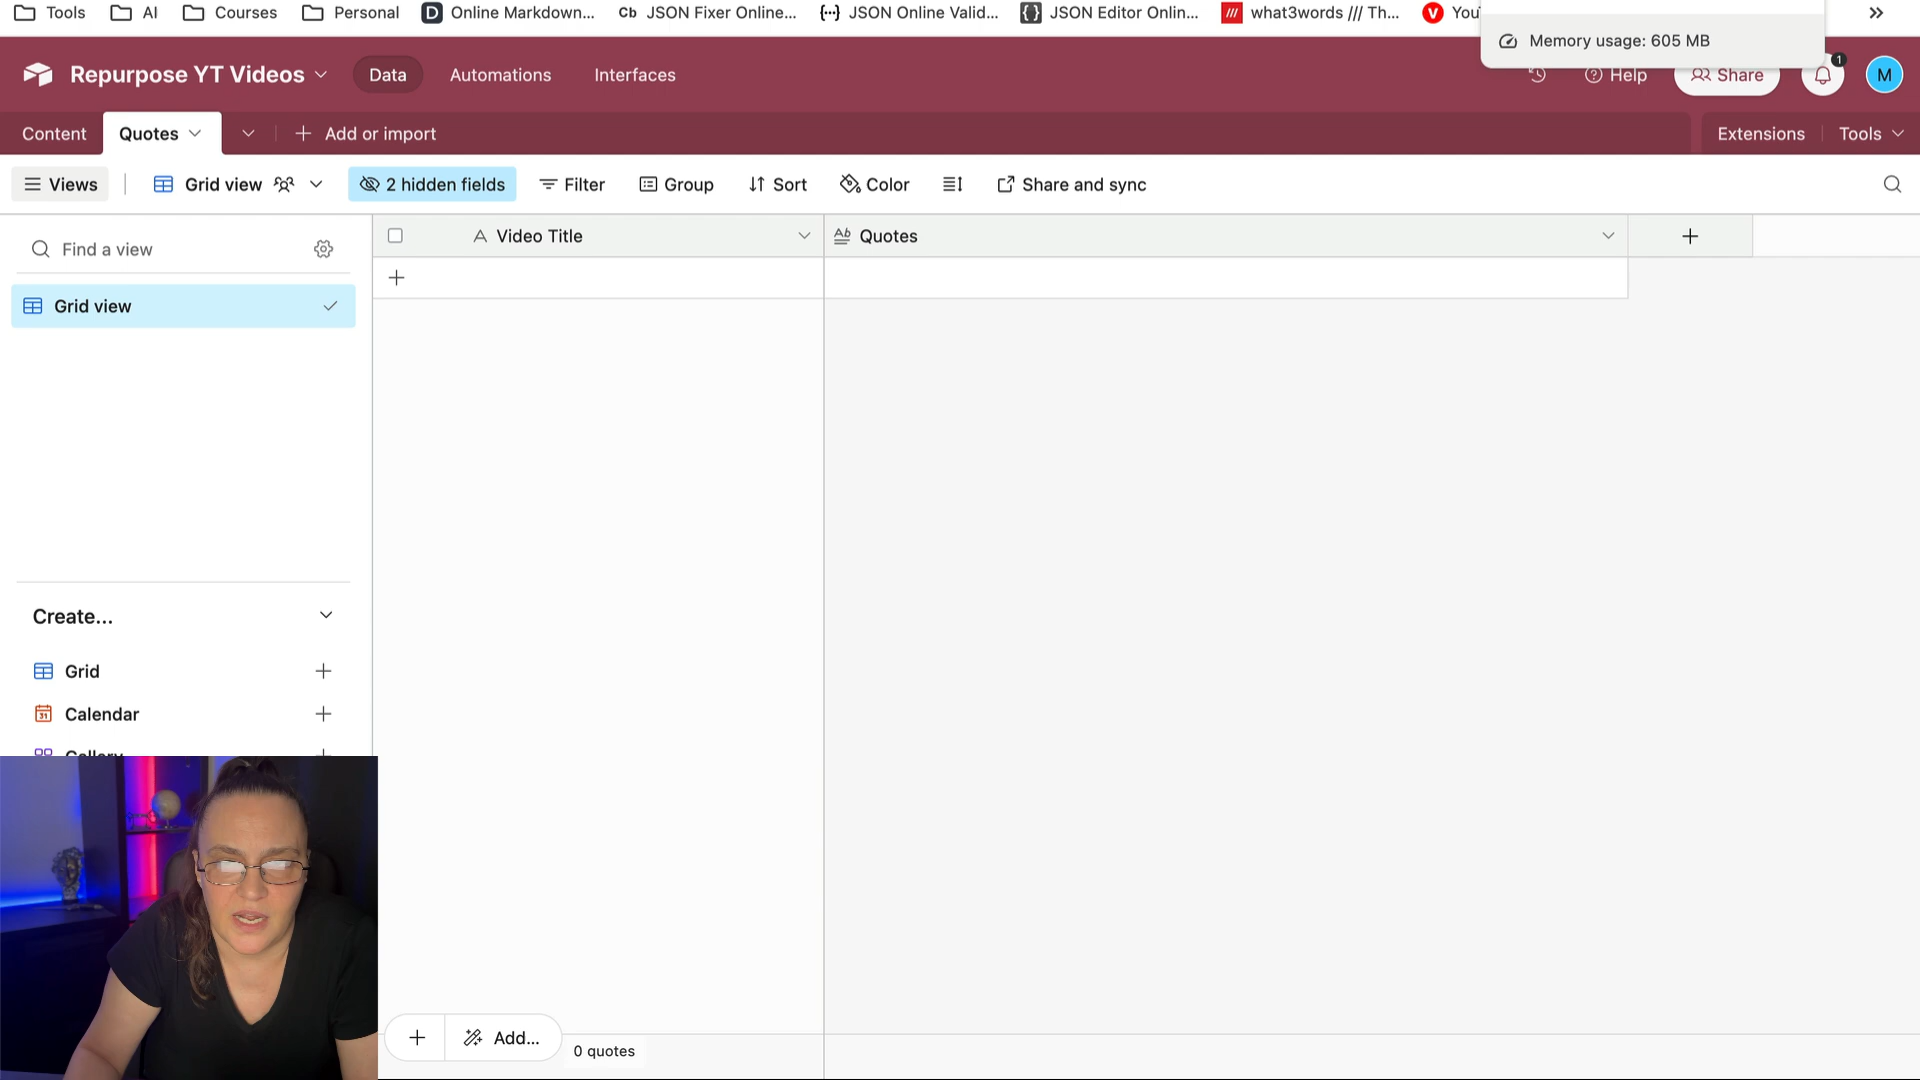 Tools AI Courses Personal Online Markdown... Cb JSON Fixer Online... JSON Online Valid... JSON Editor Onlin... what3words /// Th... You
Memory usage: 605 MB
Repurpose YT Videos Data Automations Interfaces Help Share 1 M
Content Quotes Add or import Extensions Tools
Views Grid view 2 hidden fields Filter Group Sort Color Share and sync
Find a view Video Title Quotes
Grid view
Create...
Grid
Calendar
Gallery
Add... 0 quotes